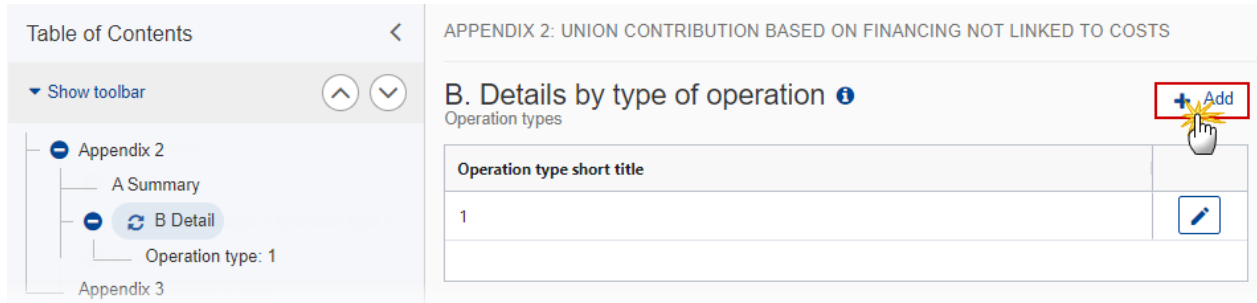 Table of Contents
Show toolbar
Appendix 2
A Summary
B Detail
Operation type: 1
Appendix 3
APPENDIX 2: UNION CONTRIBUTION BASED ON FINANCING NOT LINKED TO COSTS
B. Details by type of operation
Operation types
Add
Operation type short title
1